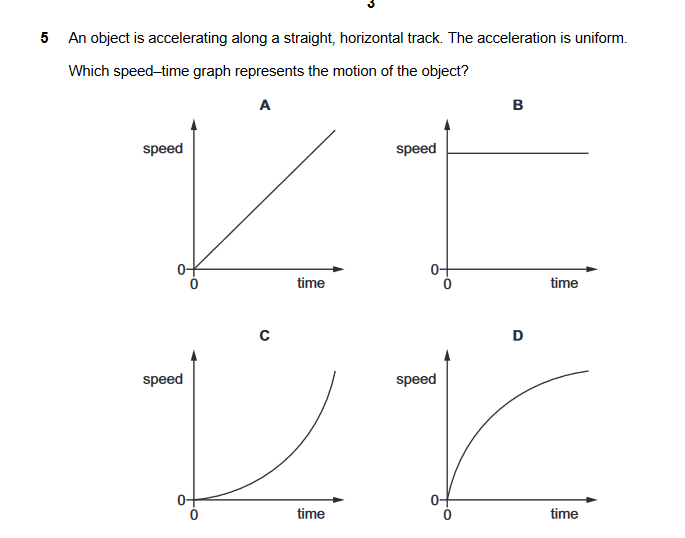 3
5 An object is accelerating along a straight, horizontal track. The acceleration is uniform.
Which speed–time graph represents the motion of the object?
A
speed
0
0
time
B
speed
0
0
time
C
speed
0
0
time
D
speed
0
0
time